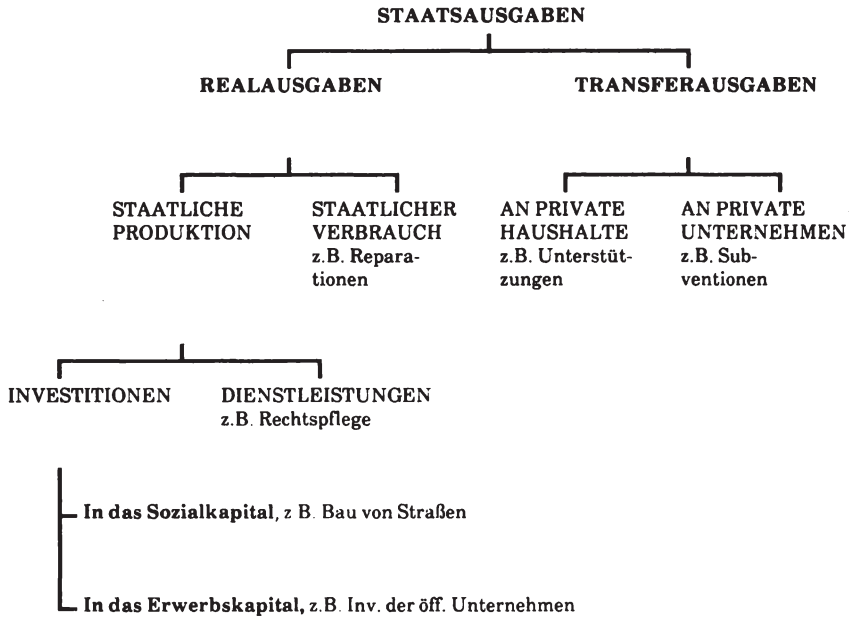 STAATSAUSGABEN
REALAUSGABEN
TRANSFERAUSGABEN
STAATLICHE
PRODUKTION
STAATLICHER
VERBRAUCH
z.B. Repara-
tionen
AN PRIVATE
HAUSHALTE
z.B. Unterstüt-
zungen
AN PRIVATE
UNTERNEHMEN
z.B. Sub-
ventionen
INVESTITIONEN
DIENSTLEISTUNGEN
z.B. Rechtspflege
In das Sozialkapital, z B. Bau von Straßen
In das Erwerbskapital, z.B. Inv. der öff. Unternehmen